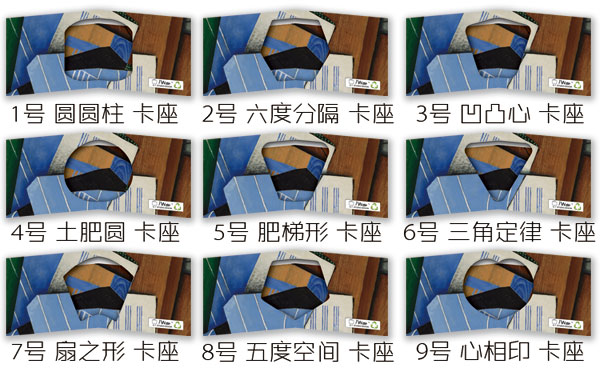 1号 圆圆柱 卡座
2号 六度分隔 卡座
3号 凹凸心 卡座
4号 土肥圆 卡座
5号 肥梯形 卡座
6号 三角定律 卡座
7号 扇之形 卡座
8号 五度空间 卡座
9号 心相印 卡座